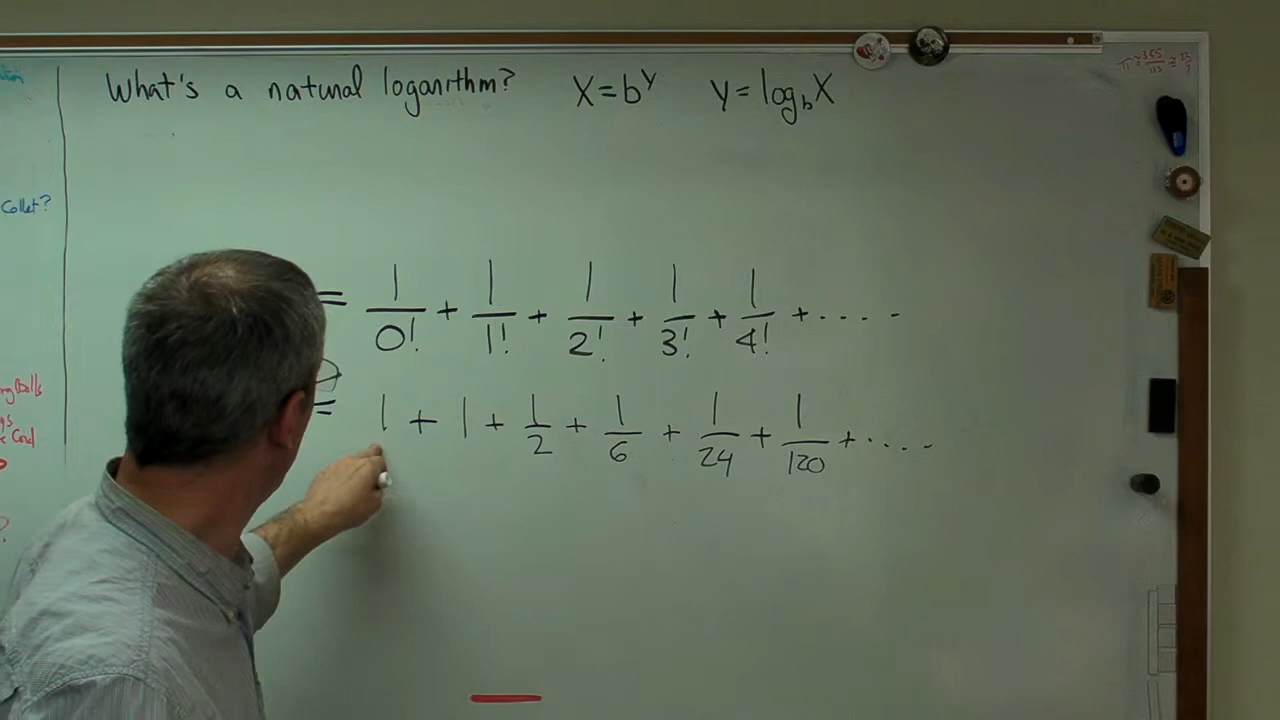 What's a natural logarithm? X = b^Y Y = log_b X
Collet?
= 1/0! + 1/1! + 1/2! + 1/3! + 1/4! + ....
= 1 + 1 + 1/2 + 1/6 + 1/24 + 1/120 + ....
Cord